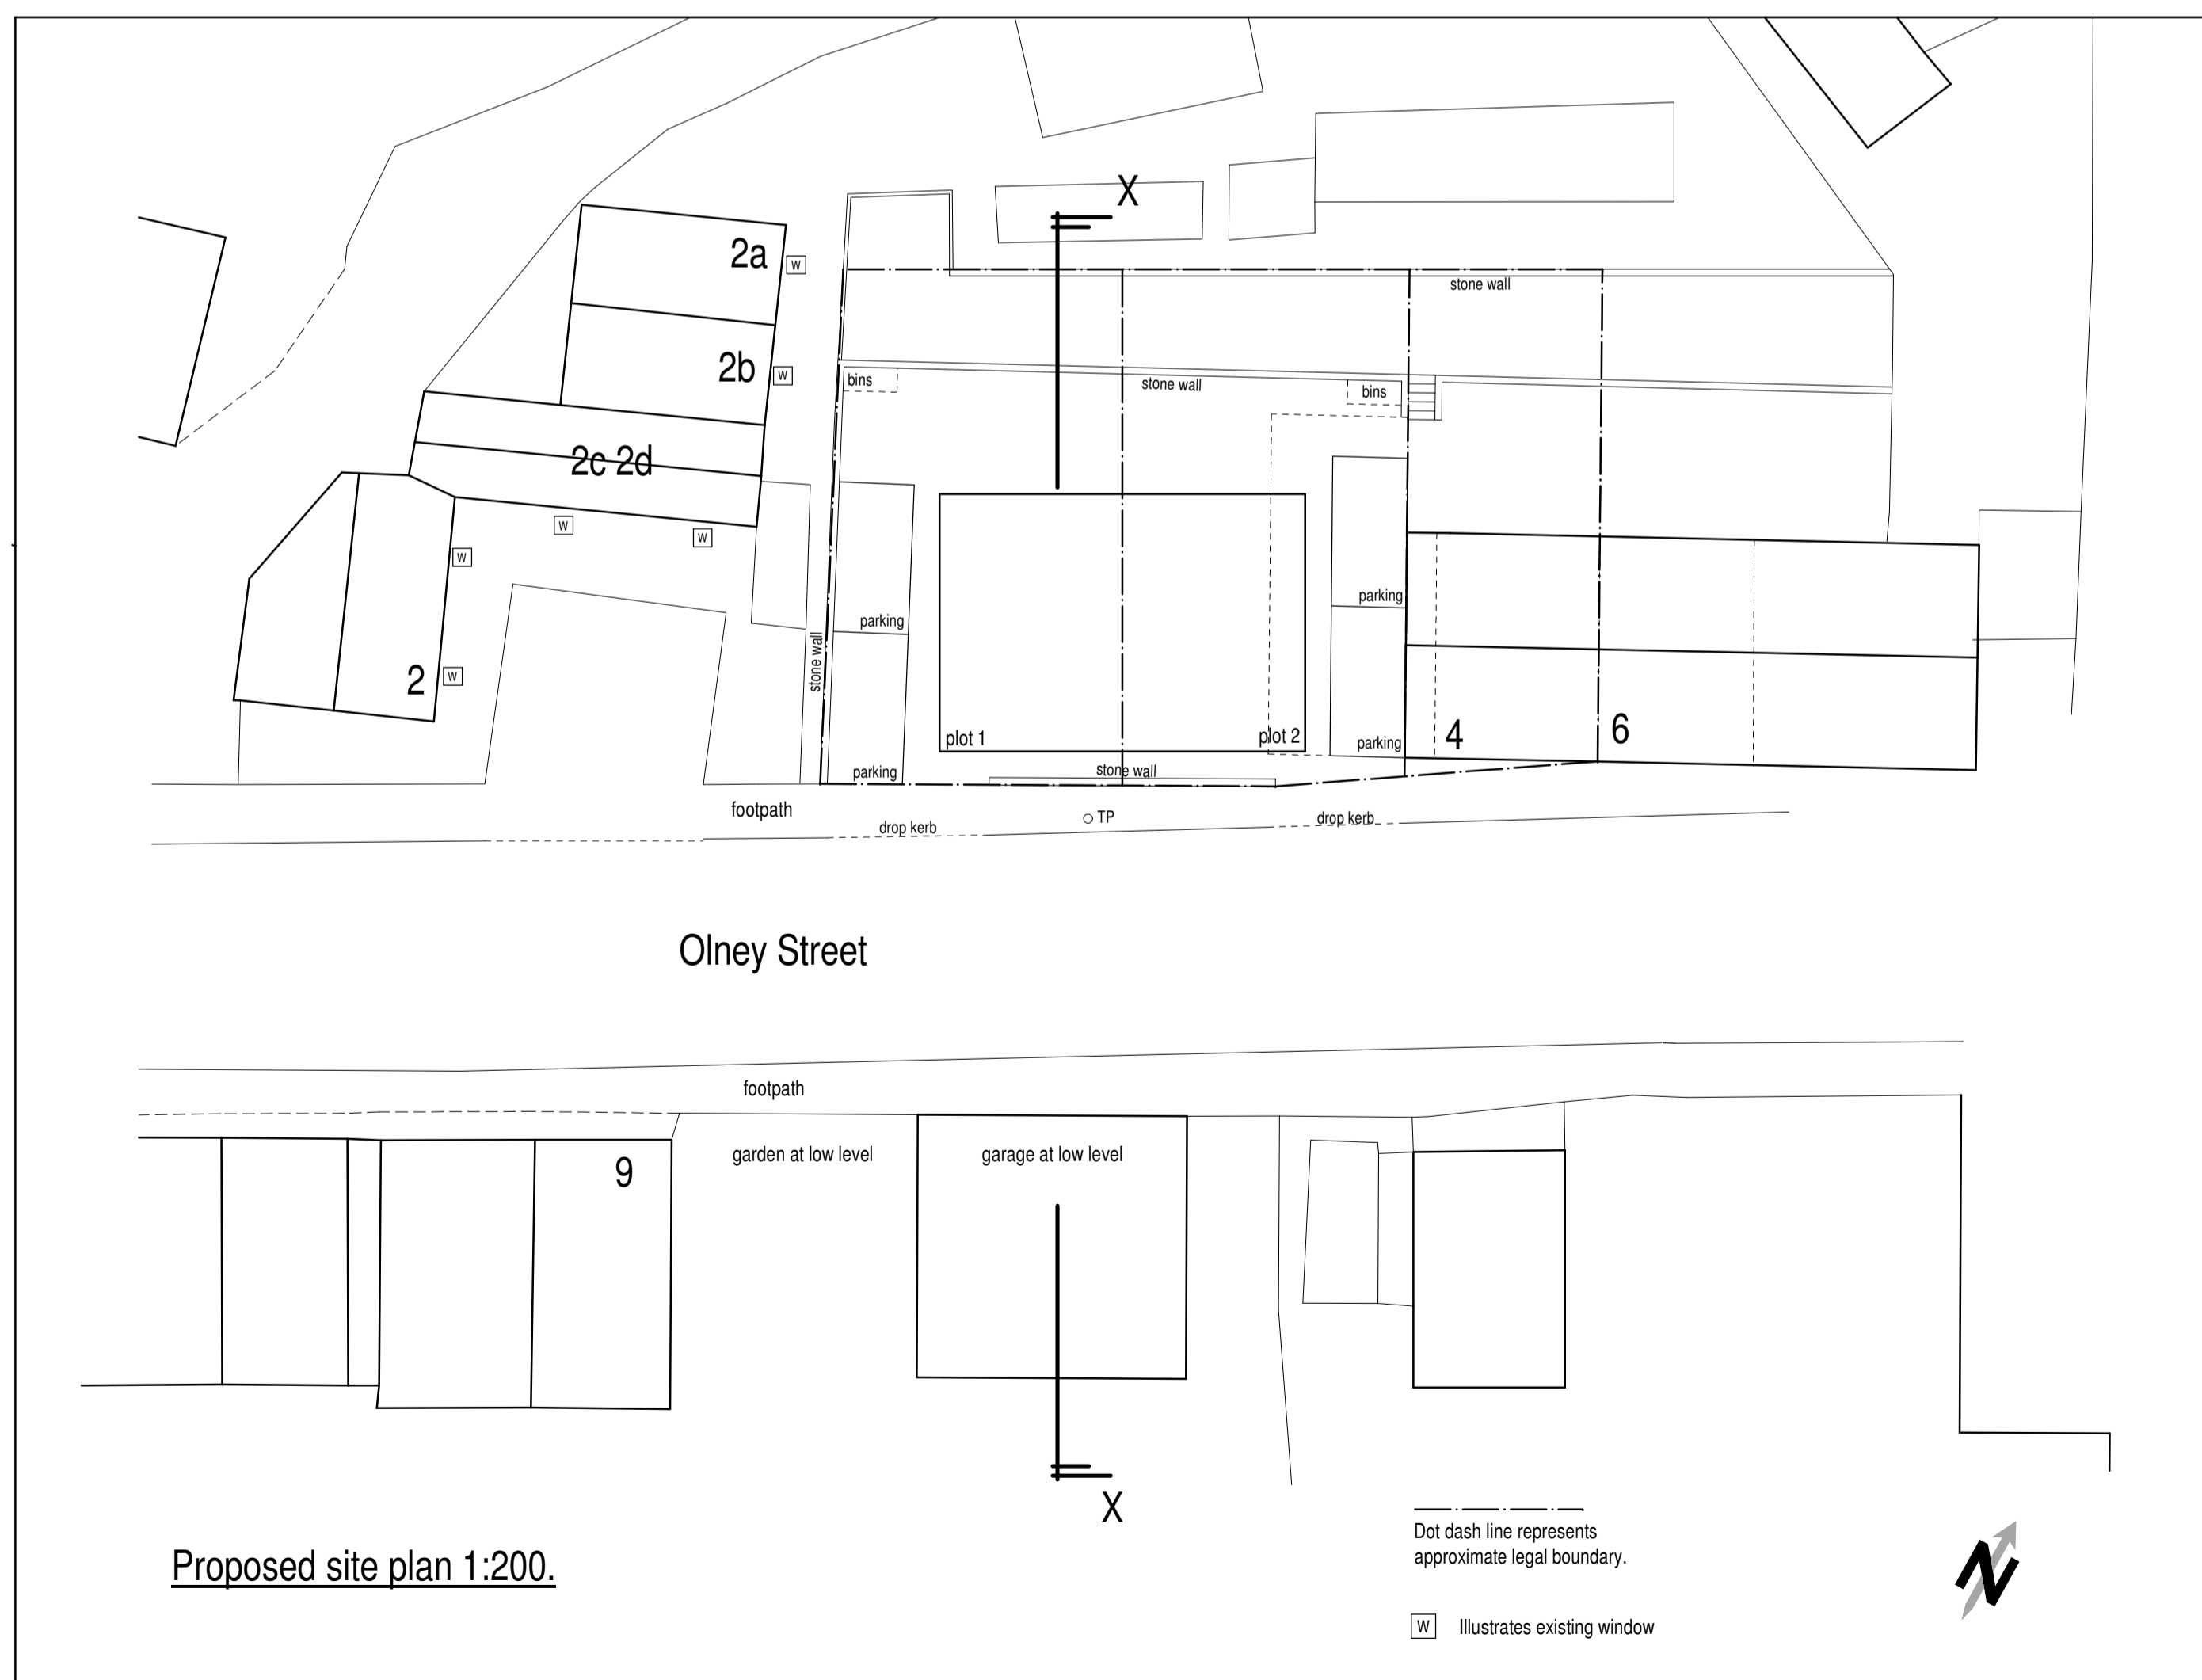 X
2a
W
stone wall
2b
W
bins
stone wall
bins
2c 2d
W
W
W
parking
parking
stone wall
2
W
plot 1
plot 2
parking
4
6
parking
stone wall
footpath
drop kerb
TP
drop kerb
Olney Street
footpath
garden at low level
garage at low level
9
X
Dot dash line represents
approximate legal boundary.
Proposed site plan 1:200.
N
W
Illustrates existing window